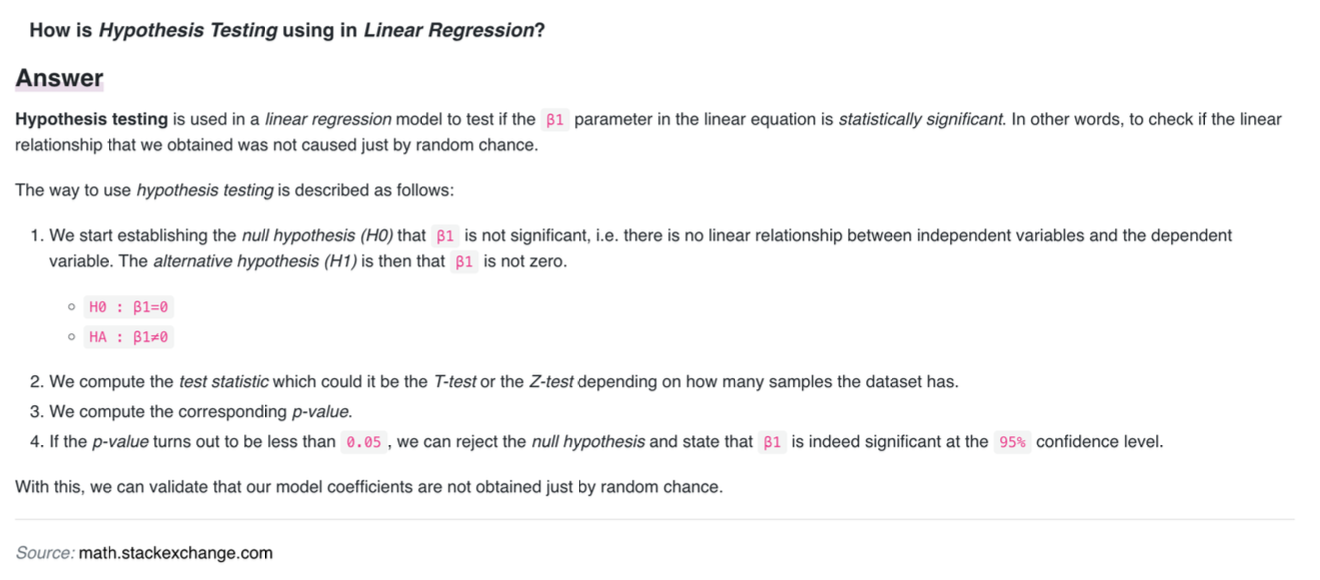 How is Hypothesis Testing using in Linear Regression?
Answer
Hypothesis testing is used in a linear regression model to test if the β1 parameter in the linear equation is statistically significant. In other words, to check if the linear
relationship that we obtained was not caused just by random chance.
The way to use hypothesis testing is described as follows:
1. We start establishing the null hypothesis (H0) that β1 is not significant, i.e. there is no linear relationship between independent variables and the dependent
variable. The alternative hypothesis (H1) is then that β1 is not zero.
○ H0 : β1=0
○ HA : β1≠0
2. We compute the test statistic which could it be the T-test or the Z-test depending on how many samples the dataset has.
3. We compute the corresponding p-value.
4. If the p-value turns out to be less than 0.05 , we can reject the null hypothesis and state that β1 is indeed significant at the 95% confidence level.
With this, we can validate that our model coefficients are not obtained just by random chance.
Source: math.stackexchange.com